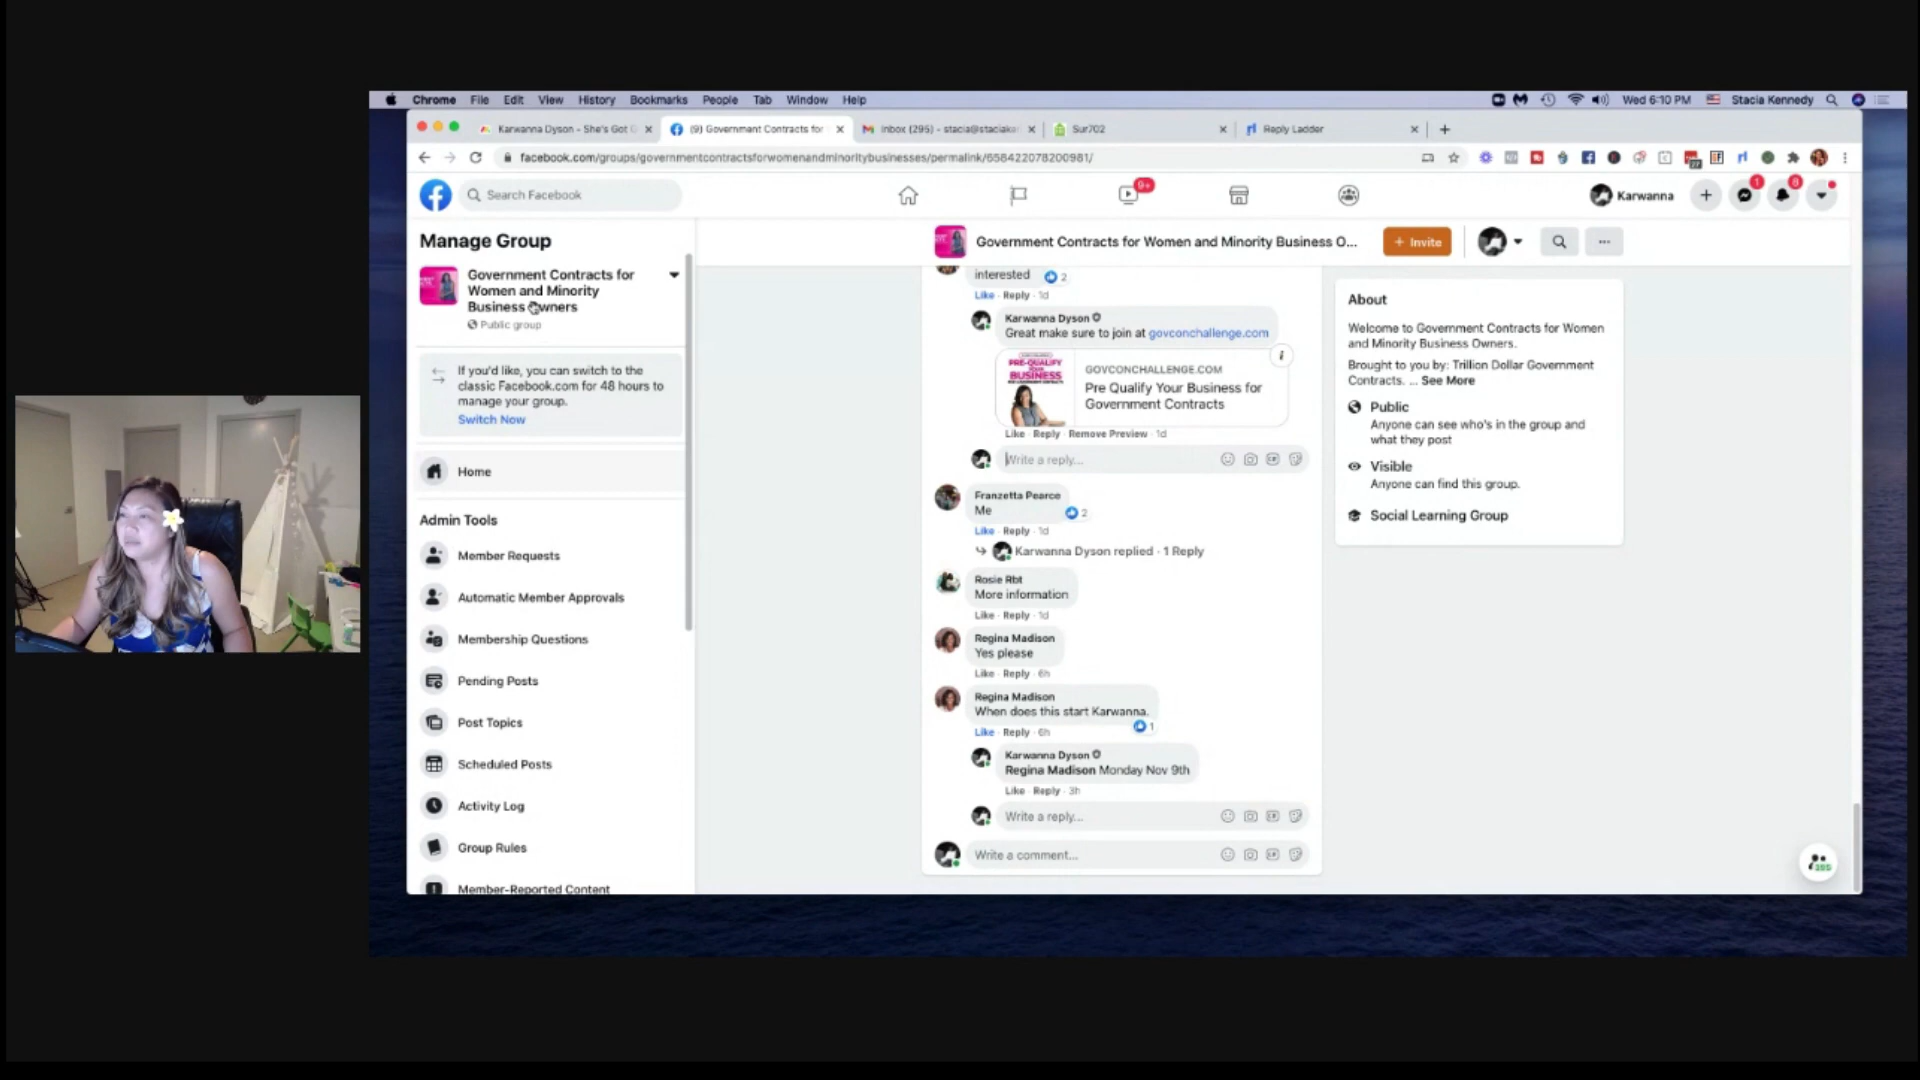 Chrome File Edit View History Bookmarks People Tab Window Help
Wed 6:10 PM Stacia Kennedy
Karwanna Dyson - She's Got G
(9) Government Contracts for
Inbox (295) - stacia@staciake
Sur702
Reply Ladder
facebook.com/groups/governmentcontractsforwomenandminoritybusinesses/permalink/658422078200981/
Search Facebook
9+
Karwanna
1
8
Manage Group
Government Contracts for
Women and Minority
Business Owners
Public group
If you'd like, you can switch to the
classic Facebook.com for 48 hours to
manage your group.
Switch Now
Home
Admin Tools
Member Requests
Automatic Member Approvals
Membership Questions
Pending Posts
Post Topics
Scheduled Posts
Activity Log
Group Rules
Member-Reported Content
Government Contracts for Women and Minority Business O...
+ Invite
interested
2
Like · Reply · 1d
Karwanna Dyson
Great make sure to join at govconchallenge.com
PRE-QUALIFY
YOUR
BUSINESS
GOVCONCHALLENGE.COM
Pre Qualify Your Business for
Government Contracts
Like · Reply · Remove Preview · 1d
Write a reply...
Franzetta Pearce
Me
2
Like · Reply · 1d
Karwanna Dyson replied · 1 Reply
Rosie Rbt
More information
Like · Reply · 1d
Regina Madison
Yes please
Like · Reply · 6h
Regina Madison
When does this start Karwanna.
1
Like · Reply · 6h
Karwanna Dyson
Regina Madison Monday Nov 9th
Like · Reply · 3h
Write a reply...
Write a comment...
About
Welcome to Government Contracts for Women
and Minority Business Owners.
Brought to you by: Trillion Dollar Government
Contracts. ... See More
Public
Anyone can see who's in the group and
what they post
Visible
Anyone can find this group.
Social Learning Group